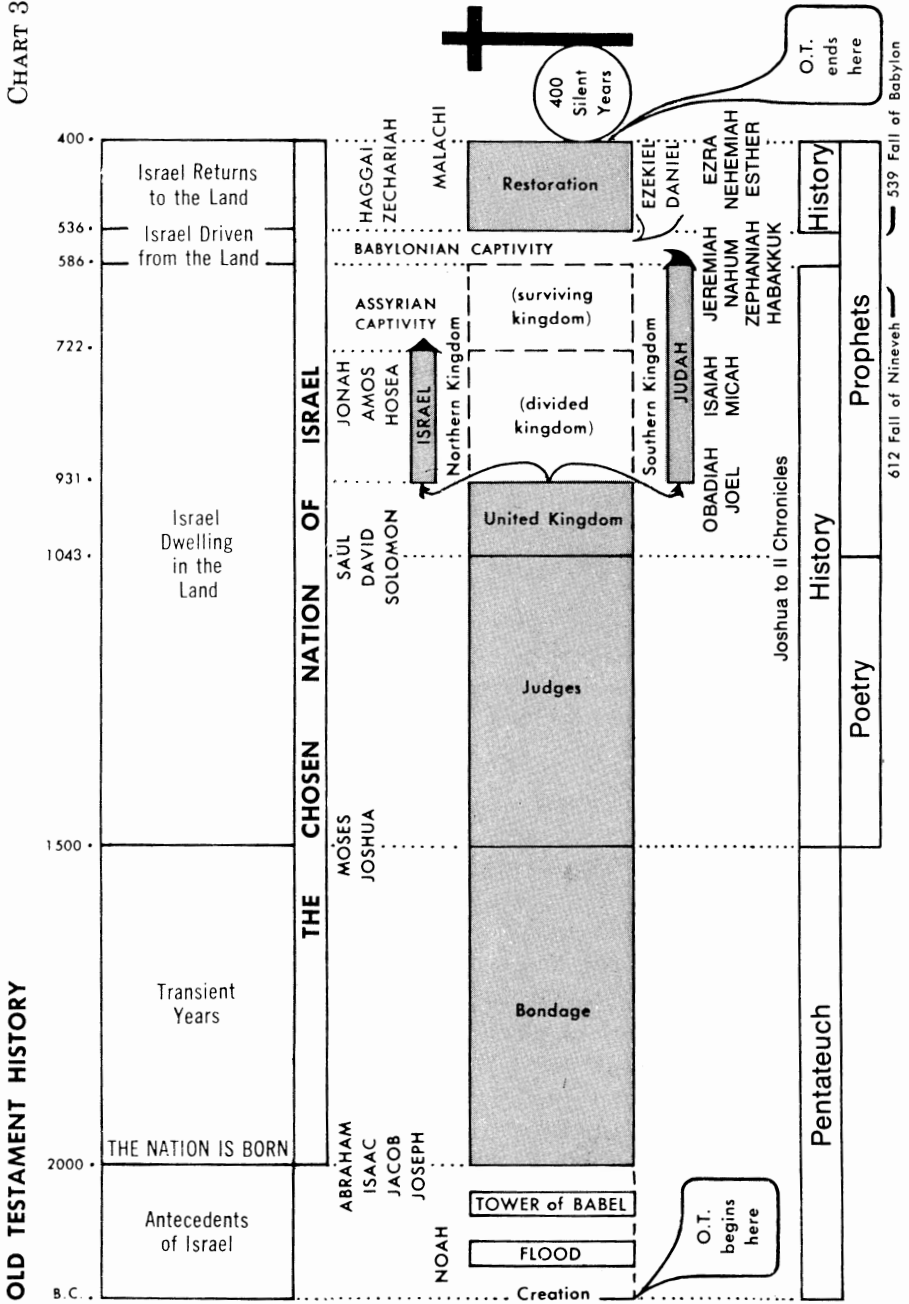 CHART 3
OLD TESTAMENT HISTORY
400
536
586
722
931
1043
1500
2000
B.C.
Israel Returns
to the Land
Israel Driven
from the Land
Israel
Dwelling
in the
Land
Transient
Years
THE NATION IS BORN
Antecedents
of Israel
THE CHOSEN NATION OF ISRAEL
HAGGAI
ZECHARIAH
MALACHI
BABYLONIAN CAPTIVITY
ASSYRIAN
CAPTIVITY
JONAH
AMOS
HOSEA
ISRAEL
Northern Kingdom
SAUL
DAVID
SOLOMON
MOSES
JOSHUA
ABRAHAM
ISAAC
JACOB
JOSEPH
NOAH
400
Silent
Years
Restoration
(surviving
kingdom)
(divided
kingdom)
United Kingdom
Judges
Bondage
TOWER of BABEL
FLOOD
Creation
O.T.
ends
here
EZEKIEL
DANIEL
EZRA
NEHEMIAH
ESTHER
Southern Kingdom
JUDAH
JEREMIAH
NAHUM
ZEPHANIAH
HABAKKUK
ISAIAH
MICAH
OBADIAH
JOEL
Joshua to II Chronicles
O.T.
begins
here
History
History
Pentateuch
Prophets
Poetry
539 Fall of Babylon
612 Fall of Nineveh